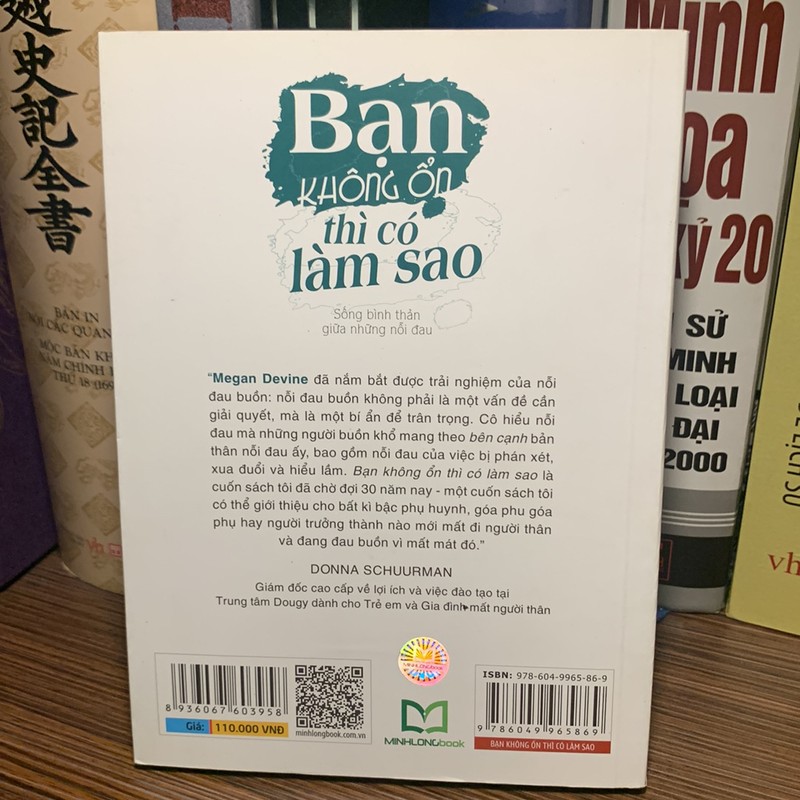 Bạn
KHÔNG ỔN
thì có
làm sao
Sống bình thản
giữa những nỗi đau
“Megan Devine đã nắm bắt được trải nghiệm của nỗi
đau buồn: nỗi đau buồn không phải là một vấn đề cần
giải quyết, mà là một bí ẩn để trân trọng. Cô hiểu nỗi
đau mà những người buồn khổ mang theo bên cạnh bản
thân nỗi đau ấy, bao gồm nỗi đau của việc bị phán xét,
xua đuổi và hiểu lầm. Bạn không ổn thì có làm sao là
cuốn sách tôi đã chờ đợi 30 năm nay - một cuốn sách tôi
có thể giới thiệu cho bất kì bậc phụ huynh, góa phu góa
phụ hay người trưởng thành nào mới mất đi người thân
và đang đau buồn vì mất mát đó.”
DONNA SCHUURMAN
Giám đốc cao cấp về lợi ích và việc đào tạo tại
Trung tâm Dougy dành cho Trẻ em và Gia đình mất người thân
8 936067 603958
Giá: 110.000 VNĐ
minhlongbook.com.vn
MINHLONGbook
ISBN: 978-604-9965-86-9
9 786049 965869
BẠN KHÔNG ỔN THÌ CÓ LÀM SAO
史記全書
BẢN IN
CÁC QUAN
MỘC BẢN
NĂM CHÍNH
THỨ 18
Minh
kỷ 20
SỬ
MINH
LOẠI
ĐẠI
2000